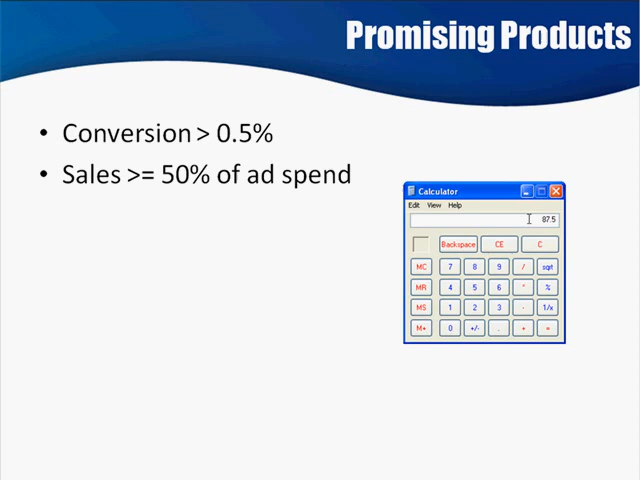 Promising Products
• Conversion > 0.5%
• Sales >= 50% of ad spend
Calculator
Edit View Help
87.5
Backspace CE C
MC 7 8 9 / sqrt
MR 4 5 6 * %
MS 1 2 3 - 1/x
M+ 0 +/- . + =